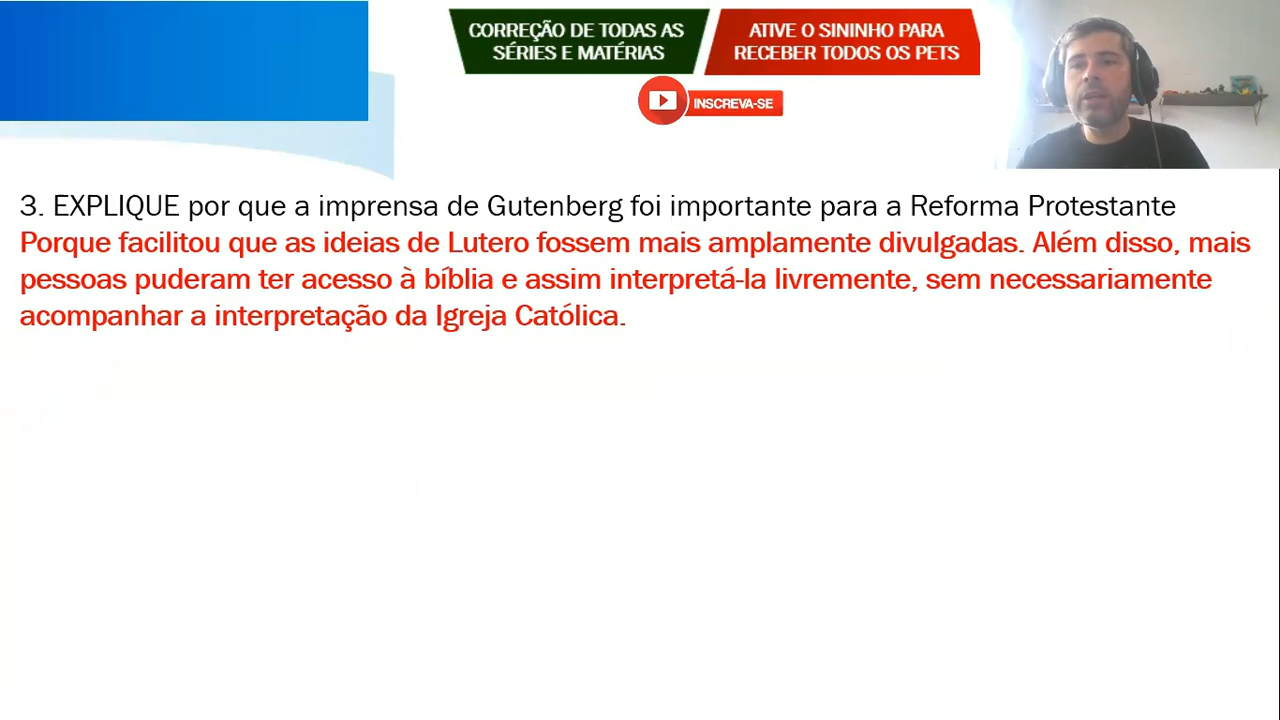 CORREÇÃO DE TODAS AS
SÉRIES E MATÉRIAS
ATIVE O SININHO PARA
RECEBER TODOS OS PETS
INSCREVA-SE
3. EXPLIQUE por que a imprensa de Gutenberg foi importante para a Reforma Protestante
Porque facilitou que as ideias de Lutero fossem mais amplamente divulgadas. Além disso, mais
pessoas puderam ter acesso à bíblia e assim interpretá-la livremente, sem necessariamente
acompanhar a interpretação da Igreja Católica.